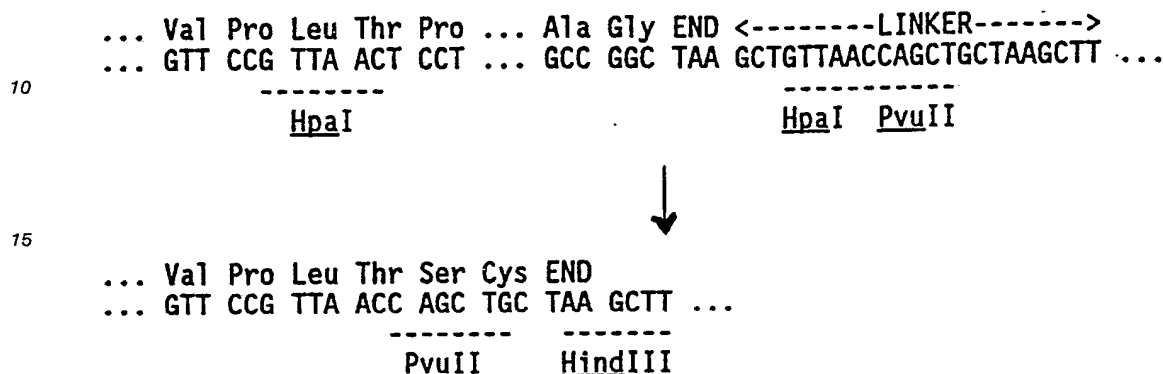 ... Val Pro Leu Thr Pro ... Ala Gly END <--------LINKER------->
... GTT CCG TTA ACT CCT ... GCC GGC TAA GCTGTTAACCAGCTGCTAAGCTT ...
10
HpaI HpaI PvuII
15
... Val Pro Leu Thr Ser Cys END
... GTT CCG TTA ACC AGC TGC TAA GCTT ...
PvuII HindIII